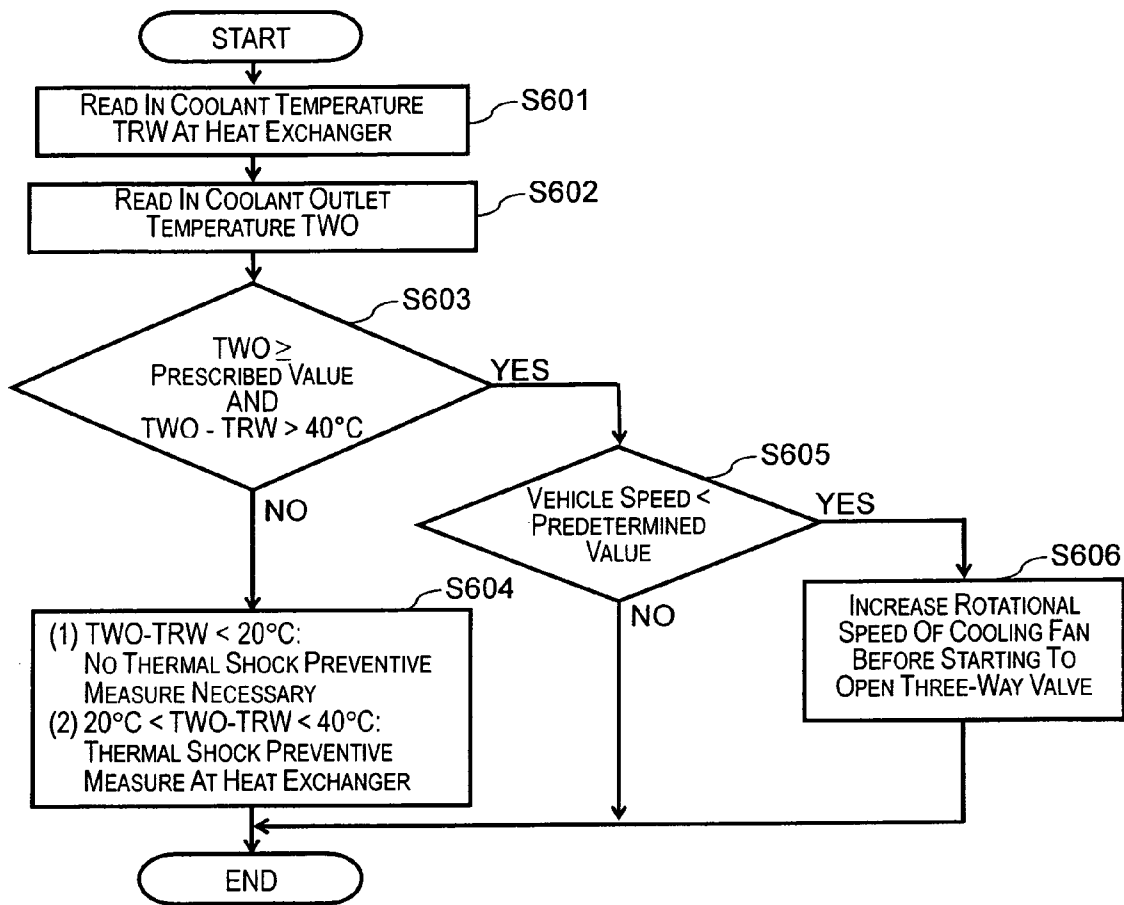 START
READ IN COOLANT TEMPERATURE
TRW AT HEAT EXCHANGER
S601
READ IN COOLANT OUTLET
TEMPERATURE TWO
S602
S603
TWO ≥
PRESCRIBED VALUE
AND
TWO - TRW > 40°C
YES
NO
S605
VEHICLE SPEED <
PREDETERMINED
VALUE
YES
NO
S604
(1) TWO-TRW < 20°C:
NO THERMAL SHOCK PREVENTIVE
MEASURE NECESSARY
(2) 20°C < TWO-TRW < 40°C:
THERMAL SHOCK PREVENTIVE
MEASURE AT HEAT EXCHANGER
S606
INCREASE ROTATIONAL
SPEED OF COOLING FAN
BEFORE STARTING TO
OPEN THREE-WAY VALVE
END